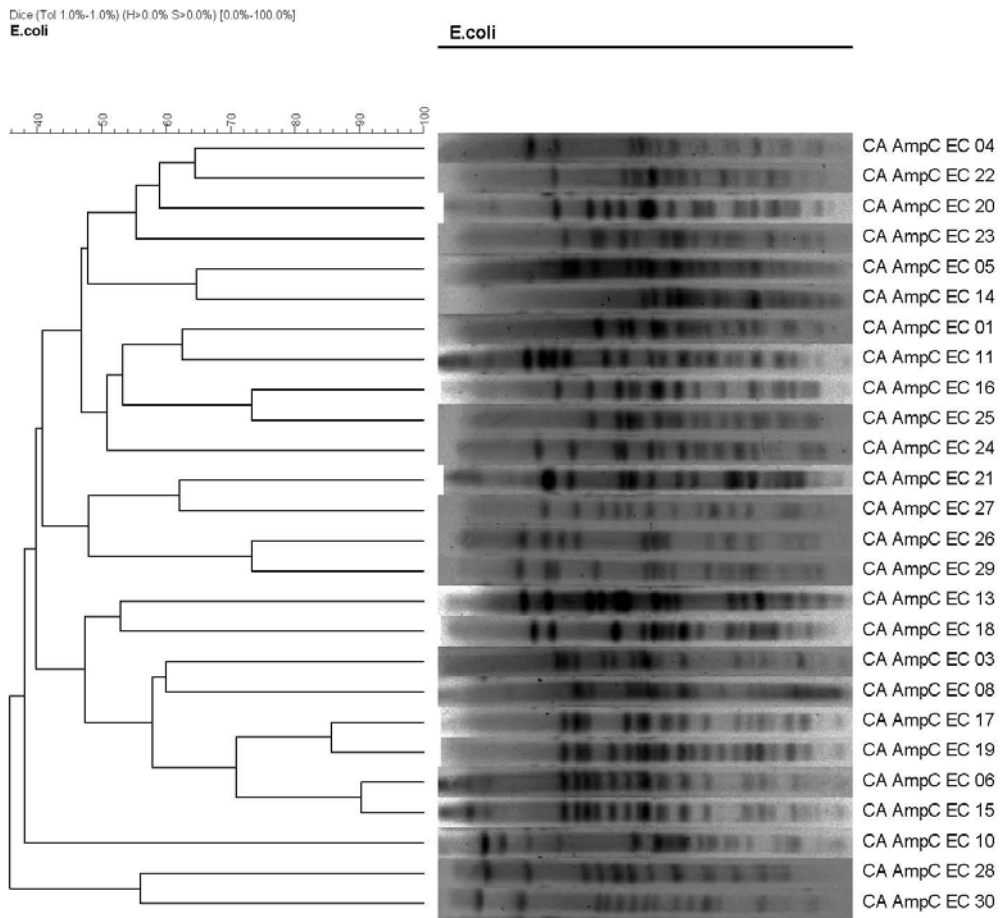 Dice (Tol 1.0%-1.0%) (H>0.0% S>0.0%) [0.0%-100.0%]
E.coli
E.coli
40 50 60 70 80 90 100
CA AmpC EC 04
CA AmpC EC 22
CA AmpC EC 20
CA AmpC EC 23
CA AmpC EC 05
CA AmpC EC 14
CA AmpC EC 01
CA AmpC EC 11
CA AmpC EC 16
CA AmpC EC 25
CA AmpC EC 24
CA AmpC EC 21
CA AmpC EC 27
CA AmpC EC 26
CA AmpC EC 29
CA AmpC EC 13
CA AmpC EC 18
CA AmpC EC 03
CA AmpC EC 08
CA AmpC EC 17
CA AmpC EC 19
CA AmpC EC 06
CA AmpC EC 15
CA AmpC EC 10
CA AmpC EC 28
CA AmpC EC 30